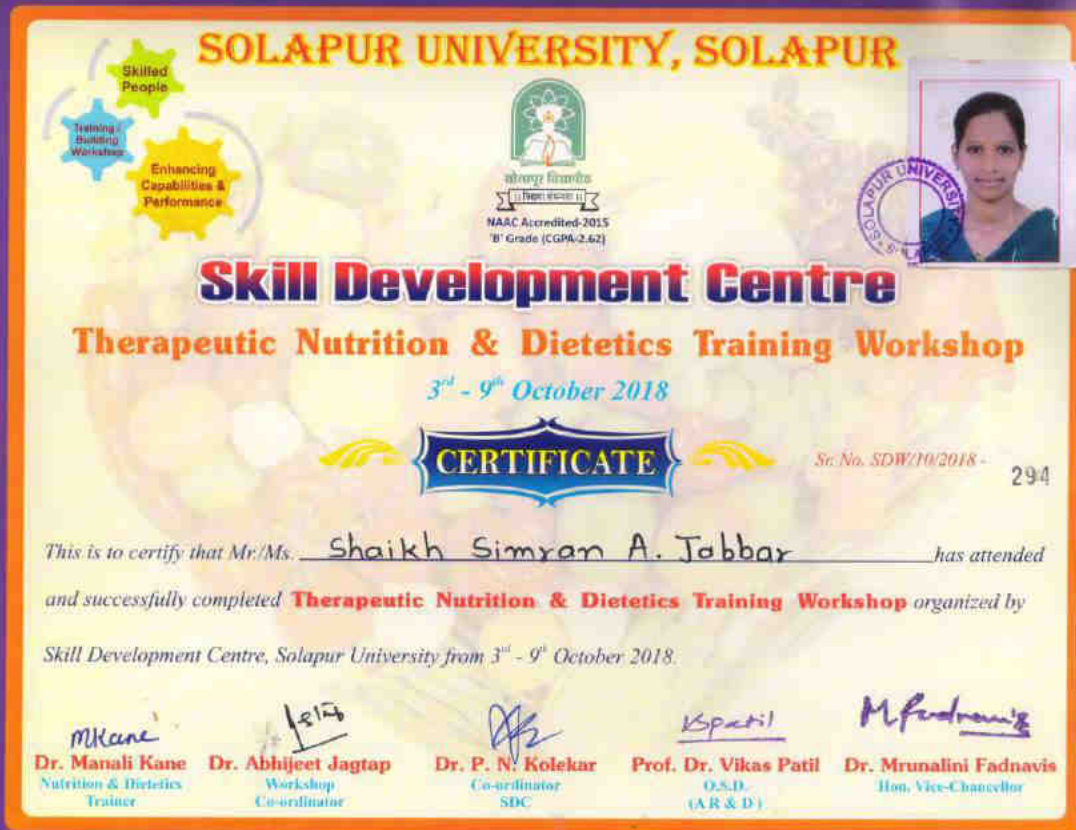 SOLAPUR UNIVERSITY, SOLAPUR
Skilled
People
Training /
Building
Workshop
Enhancing
Capabilities &
Performance
सोलापूर विद्यापीठ
NAAC Accredited-2015
'B' Grade (CGPA-2.62)
SOLAPUR UNIVERSITY
Skill Development Centre
Therapeutic Nutrition & Dietetics Training Workshop
3rd - 9th October 2018
CERTIFICATE
Sr. No. SDW/10/2018 - 294
This is to certify that Mr./Ms. Shaikh Simran A. Jabbar has attended
and successfully completed Therapeutic Nutrition & Dietetics Training Workshop organized by
Skill Development Centre, Solapur University from 3rd - 9th October 2018.
MKane
Kspatil
M Fadnavis
Dr. Manali Kane Dr. Abhijeet Jagtap Dr. P. N. Kolekar Prof. Dr. Vikas Patil Dr. Mrunalini Fadnavis
Nutrition & Dietetics Workshop Co-ordinator O.S.D. Hon. Vice-Chancellor
Trainer Co-ordinator SDC (A R & D)